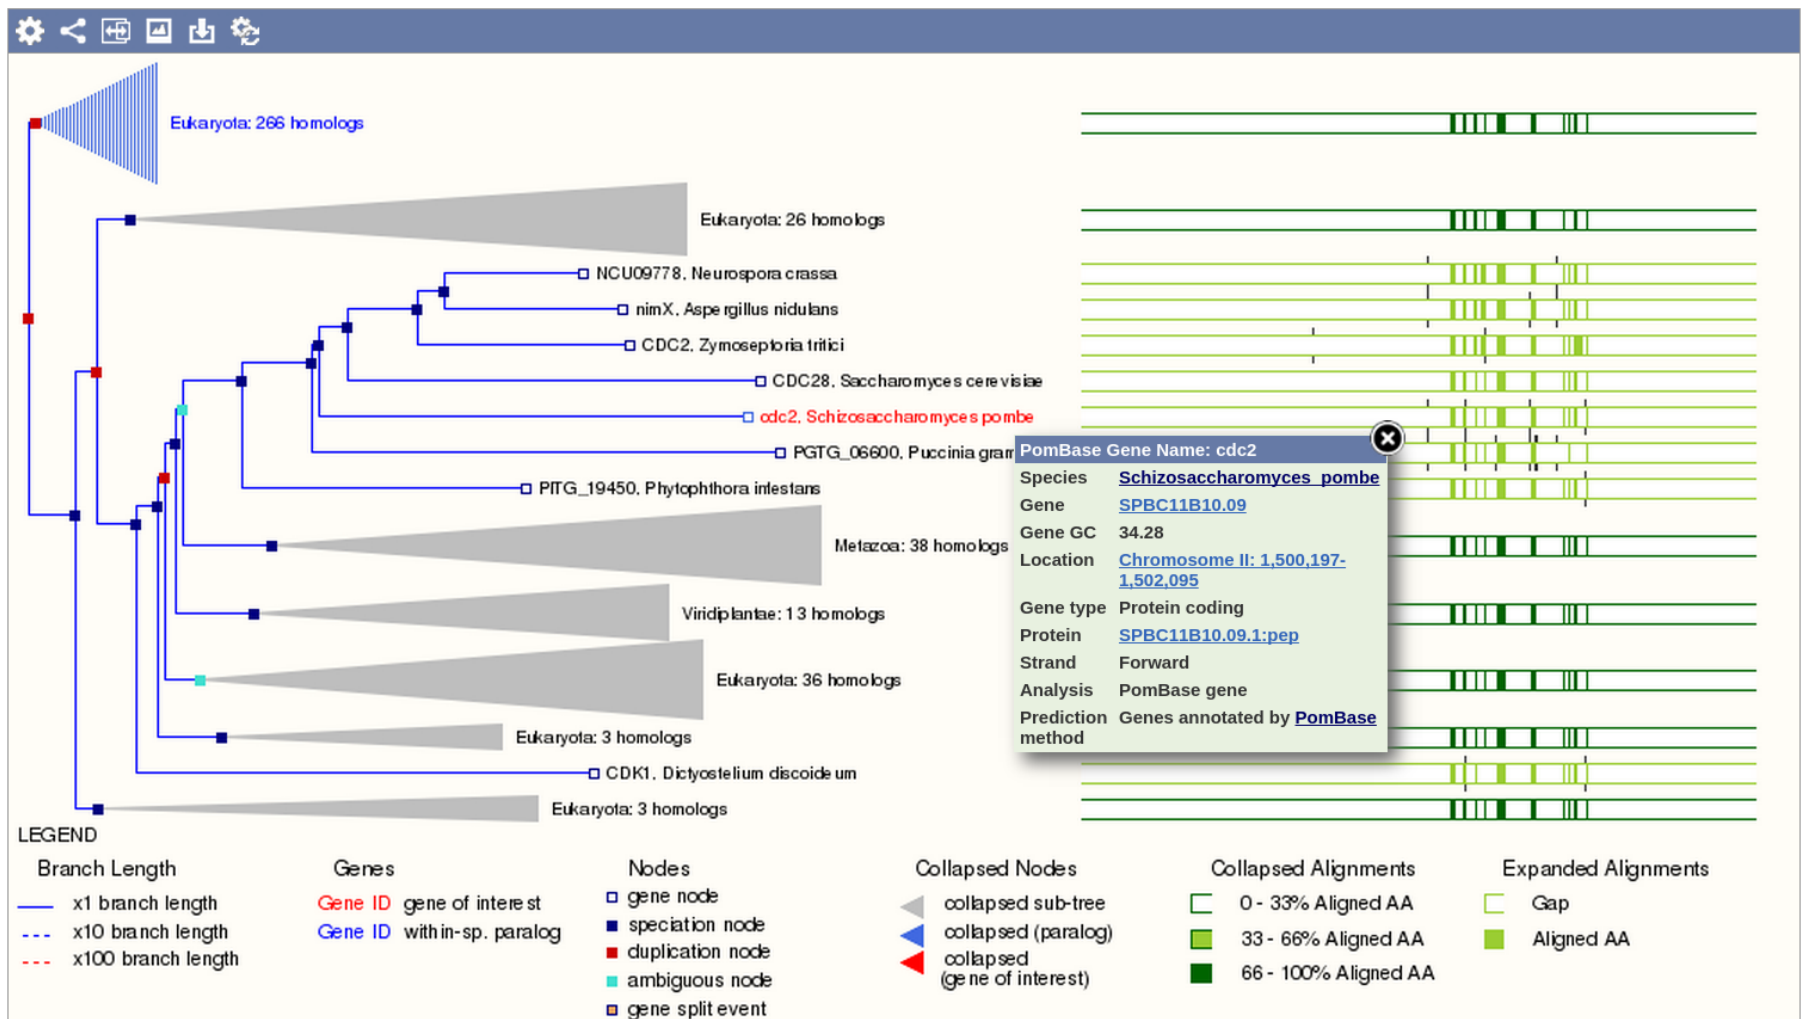 Eukaryota: 266 homologs
Eukaryota: 26 homologs
NCU09778, Neurospora crassa
nimX, Aspergillus nidulans
CDC2, Zymoseptoria tritici
CDC28, Saccharomyces cerevisiae
cdc2, Schizosaccharomyces pombe
PGTG_06600, Puccinia gram
PITG_19450, Phytophthora infestans
Metazoa: 38 homologs
Viridiplantae: 13 homologs
Eukaryota: 36 homologs
Eukaryota: 3 homologs
CDK1, Dictyostelium discoideum
Eukaryota: 3 homologs
PomBase Gene Name: cdc2
Species Schizosaccharomyces pombe
Gene SPBC11B10.09
Gene GC 34.28
Location Chromosome II: 1,500,197-
1,502,095
Gene type Protein coding
Protein SPBC11B10.09.1:pep
Strand Forward
Analysis PomBase gene
Prediction Genes annotated by PomBase
method
LEGEND
Branch Length
x1 branch length
x10 branch length
x100 branch length
Genes
Gene ID gene of interest
Gene ID within-sp. paralog
Nodes
gene node
speciation node
duplication node
ambiguous node
gene split event
Collapsed Nodes
collapsed sub-tree
collapsed (paralog)
collapsed
(gene of interest)
Collapsed Alignments
0 - 33% Aligned AA
33 - 66% Aligned AA
66 - 100% Aligned AA
Expanded Alignments
Gap
Aligned AA